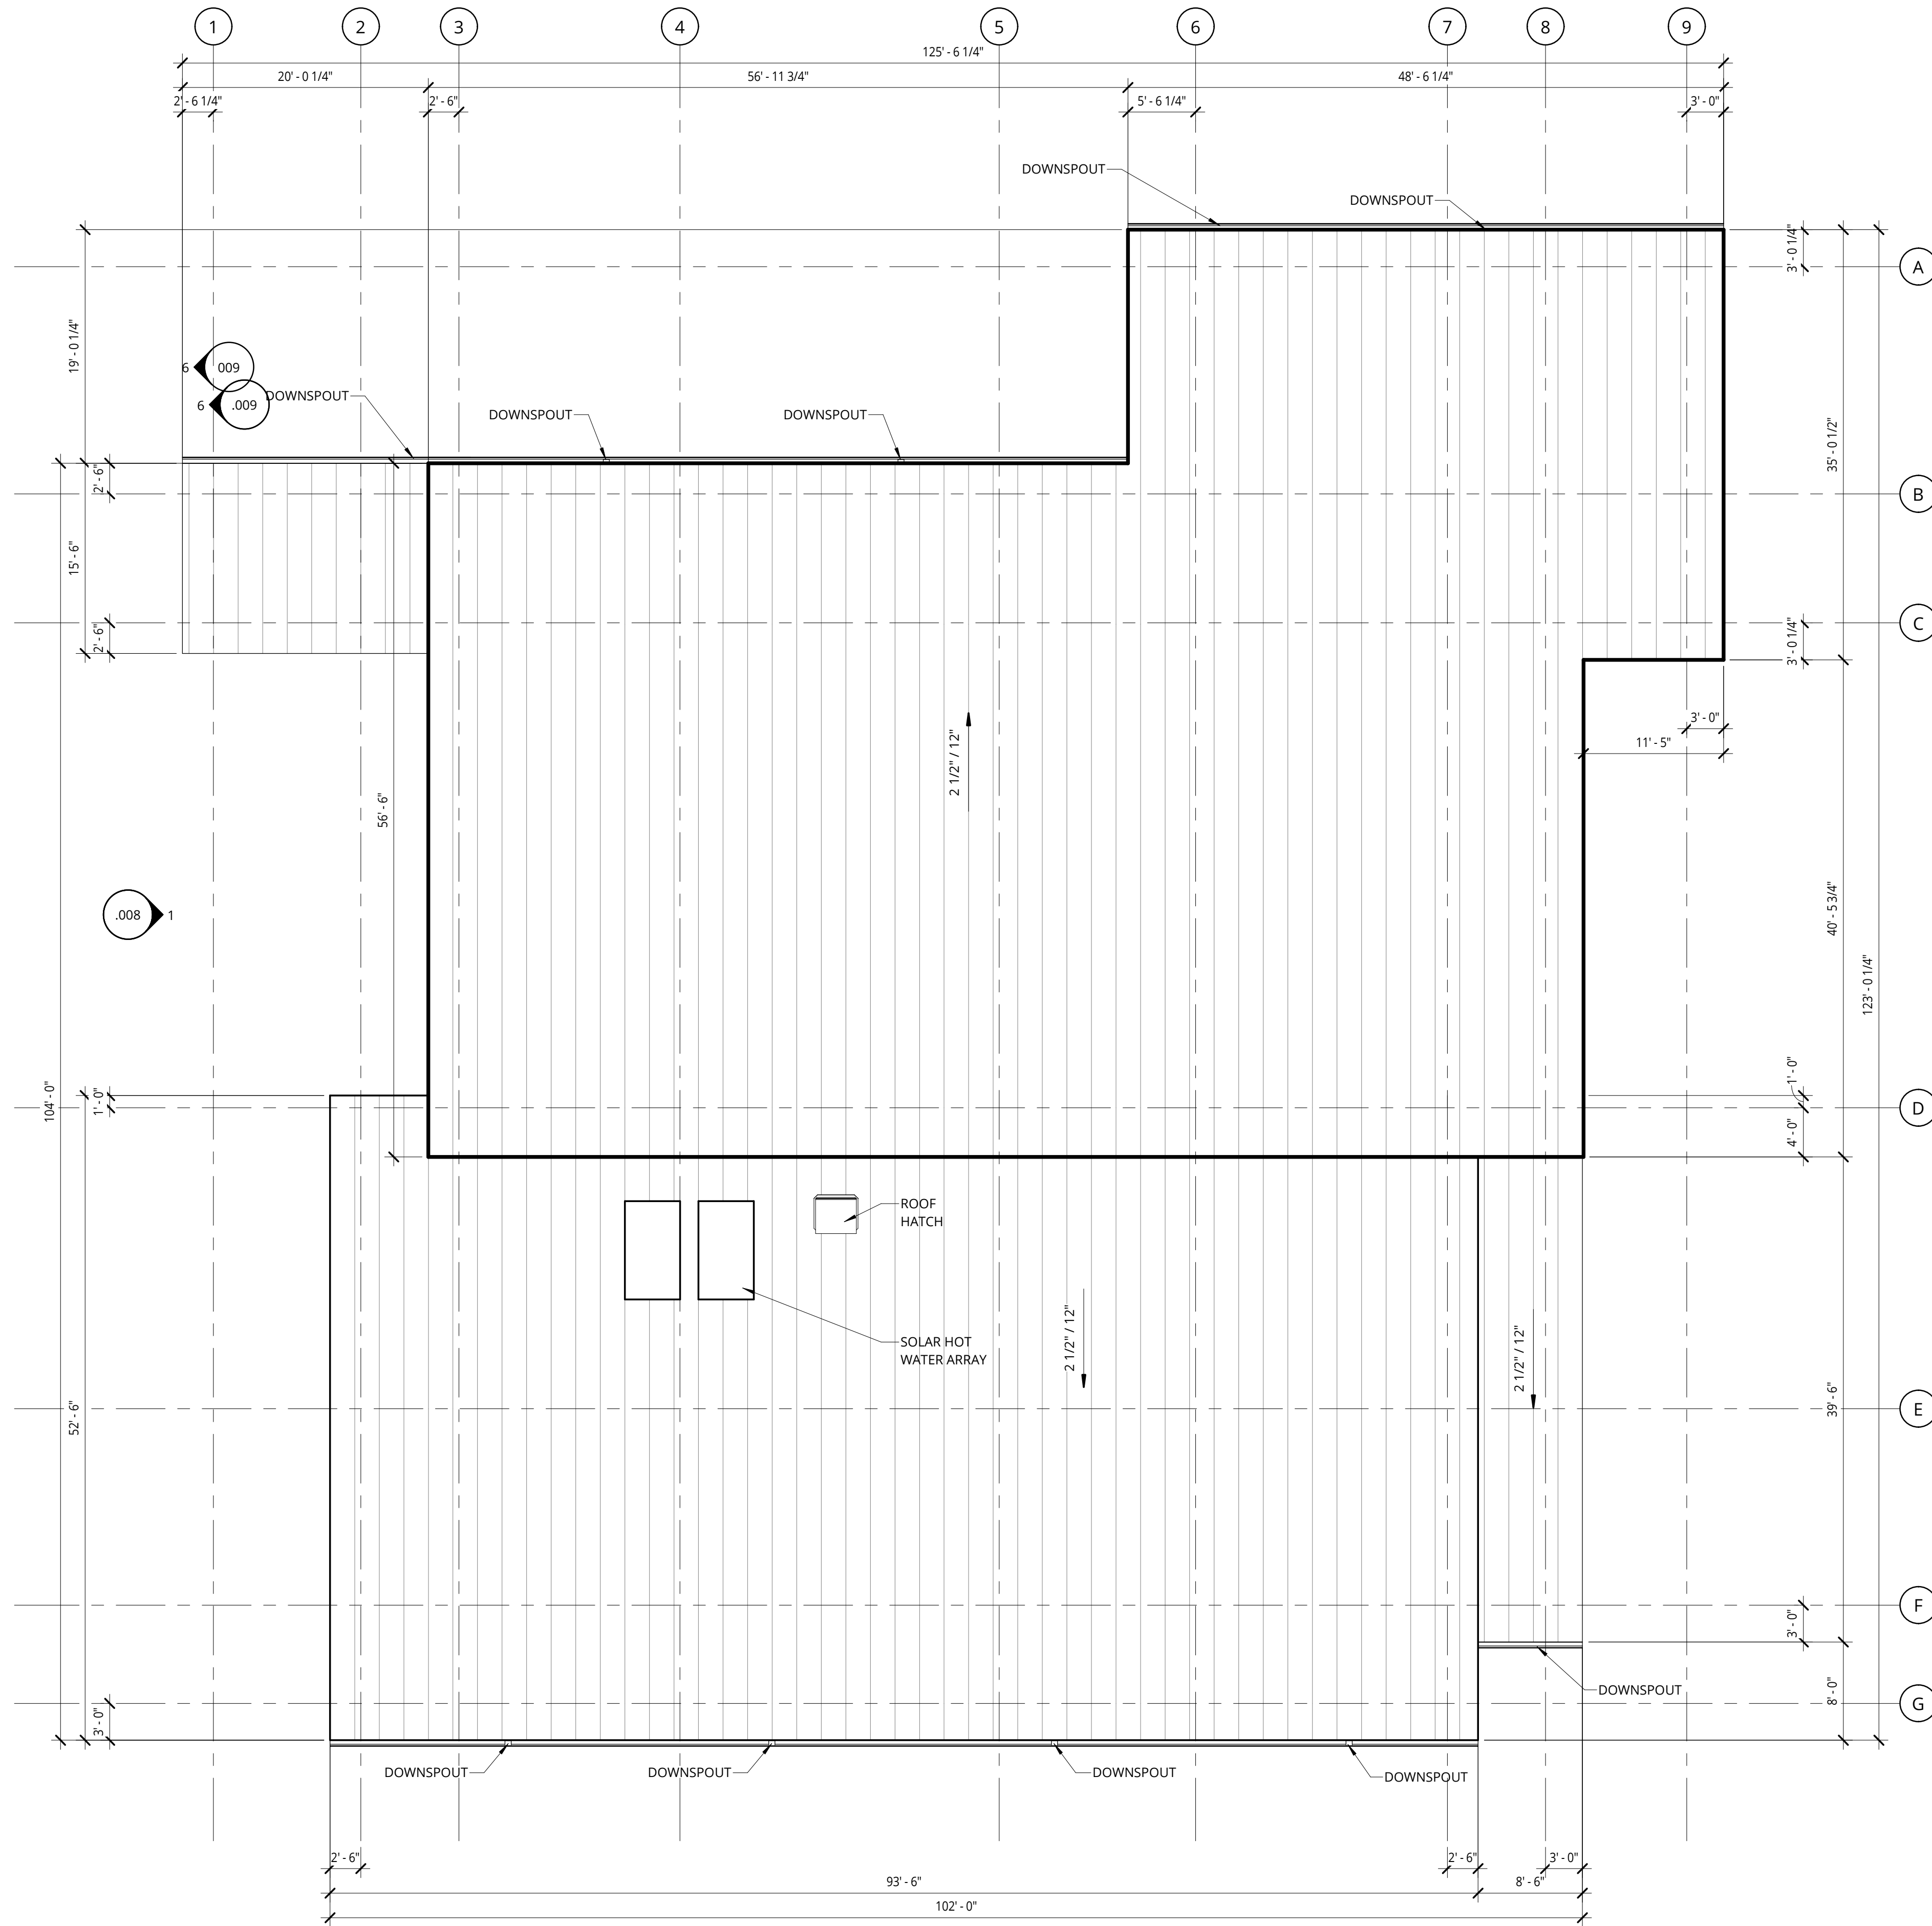 1
2
3
4
5
6
7
8
9
125' - 6 1/4"
20' - 0 1/4"
56' - 11 3/4"
48' - 6 1/4"
2' - 6 1/4"
2' - 6"
5' - 6 1/4"
3' - 0"
DOWNSPOUT
DOWNSPOUT
3' - 0 1/4"
A
19' - 0 1/4"
6
009
6
.009
DOWNSPOUT
DOWNSPOUT
DOWNSPOUT
35' - 0 1/2"
2' - 6"
B
15' - 6"
2' - 6"
C
3' - 0 1/4"
3' - 0"
11' - 5"
2 1/2" / 12"
56' - 6"
.008
1
40' - 5 3/4"
123' - 0 1/4"
104' - 0"
1' - 0"
1' - 0"
D
4' - 0"
ROOF
HATCH
SOLAR HOT
WATER ARRAY
2 1/2" / 12"
2 1/2" / 12"
52' - 6"
39' - 6"
E
F
3' - 0"
DOWNSPOUT
8' - 0"
G
3' - 0"
DOWNSPOUT
DOWNSPOUT
DOWNSPOUT
DOWNSPOUT
2' - 6"
2' - 6"
3' - 0"
93' - 6"
8' - 6"
102' - 0"